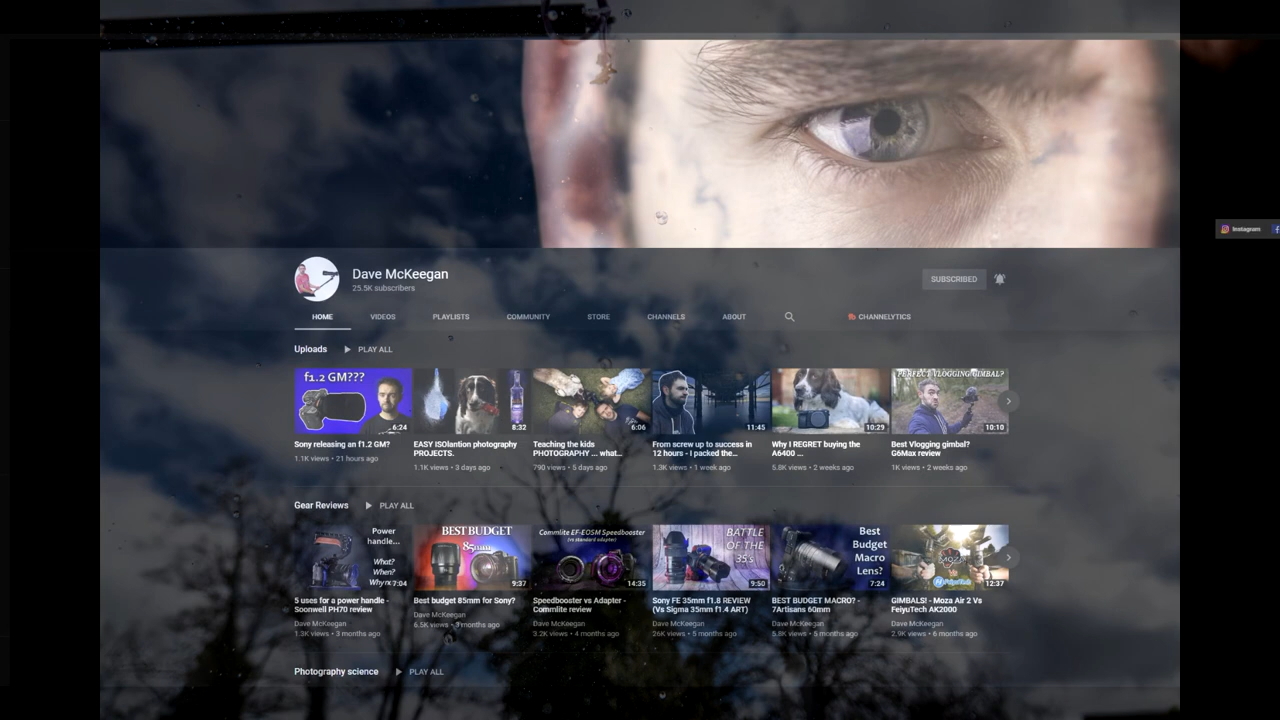 Instagram
Dave McKeegan
25.5K subscribers
SUBSCRIBED
HOME VIDEOS PLAYLISTS COMMUNITY STORE CHANNELS ABOUT CHANNELYTICS
Uploads PLAY ALL
f1.2 GM???
6:24
8:32
6:06
11:45
10:29
PERFECT VLOGGING GIMBAL?
10:10
Sony releasing an f1.2 GM?
1.1K views • 21 hours ago
EASY ISOlantion photography
PROJECTS.
1.1K views • 3 days ago
Teaching the kids
PHOTOGRAPHY ... what...
790 views • 5 days ago
From screw up to success in
12 hours - I packed the...
1.3K views • 1 week ago
Why I REGRET buying the
A6400 ...
5.8K views • 2 weeks ago
Best Vlogging gimbal?
G6Max review
1K views • 2 weeks ago
Gear Reviews PLAY ALL
Power
handle...
What?
When?
7:04
BEST BUDGET
85mm
9:37
Commlite EF-EOSM Speedbooster
(vs standard adapter)
14:35
BATTLE
OF THE
35's
9:50
Best
Budget
Macro
Lens?
7:24
MOZA
FeiyuTech
12:37
5 uses for a power handle -
Soonwell PH70 review
Dave McKeegan
1.3K views • 3 months ago
Best budget 85mm for Sony?
Dave McKeegan
6.5K views • 3 months ago
Speedbooster vs Adapter -
Commlite review
Dave McKeegan
3.2K views • 4 months ago
Sony FE 35mm f1.8 REVIEW
(Vs Sigma 35mm f1.4 ART)
Dave McKeegan
26K views • 5 months ago
BEST BUDGET MACRO? -
7Artisans 60mm
Dave McKeegan
5.8K views • 5 months ago
GIMBALS! - Moza Air 2 Vs
FeiyuTech AK2000
Dave McKeegan
2.9K views • 6 months ago
Photography science PLAY ALL